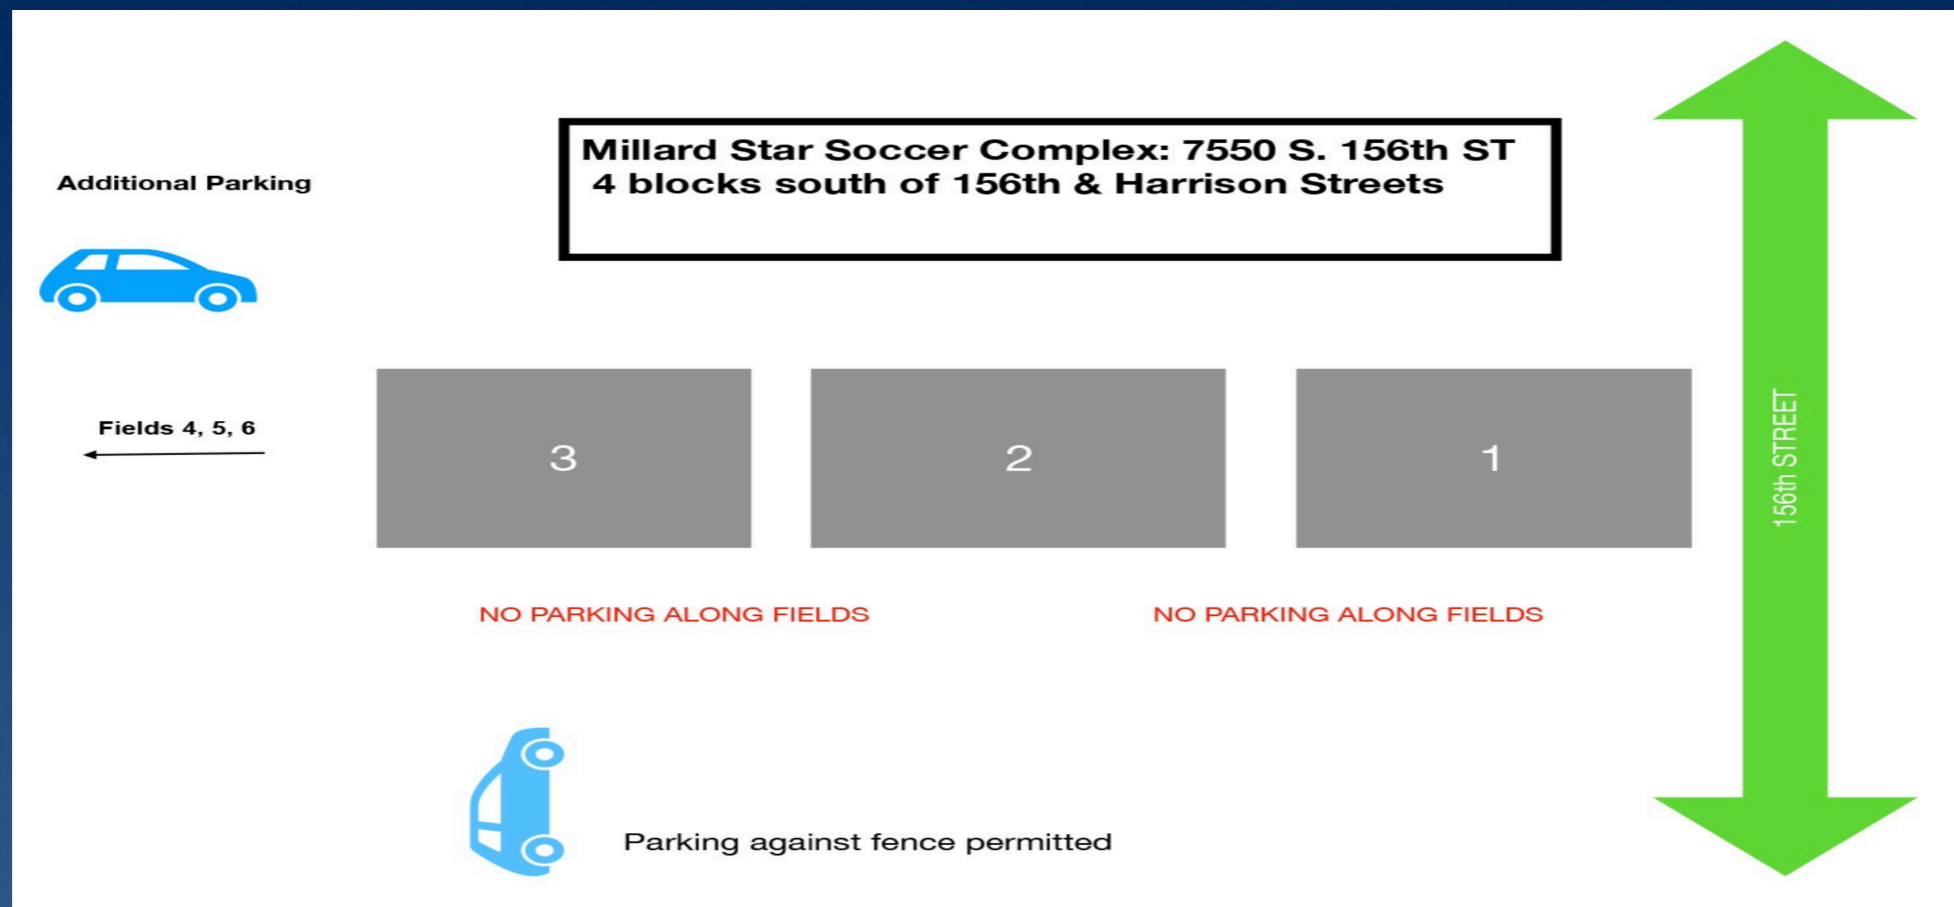 Millard Star Soccer Complex: 7550 S. 156th ST
4 blocks south of 156th & Harrison Streets
Additional Parking
Fields 4, 5, 6
3
2
1
156th STREET
NO PARKING ALONG FIELDS
NO PARKING ALONG FIELDS
Parking against fence permitted